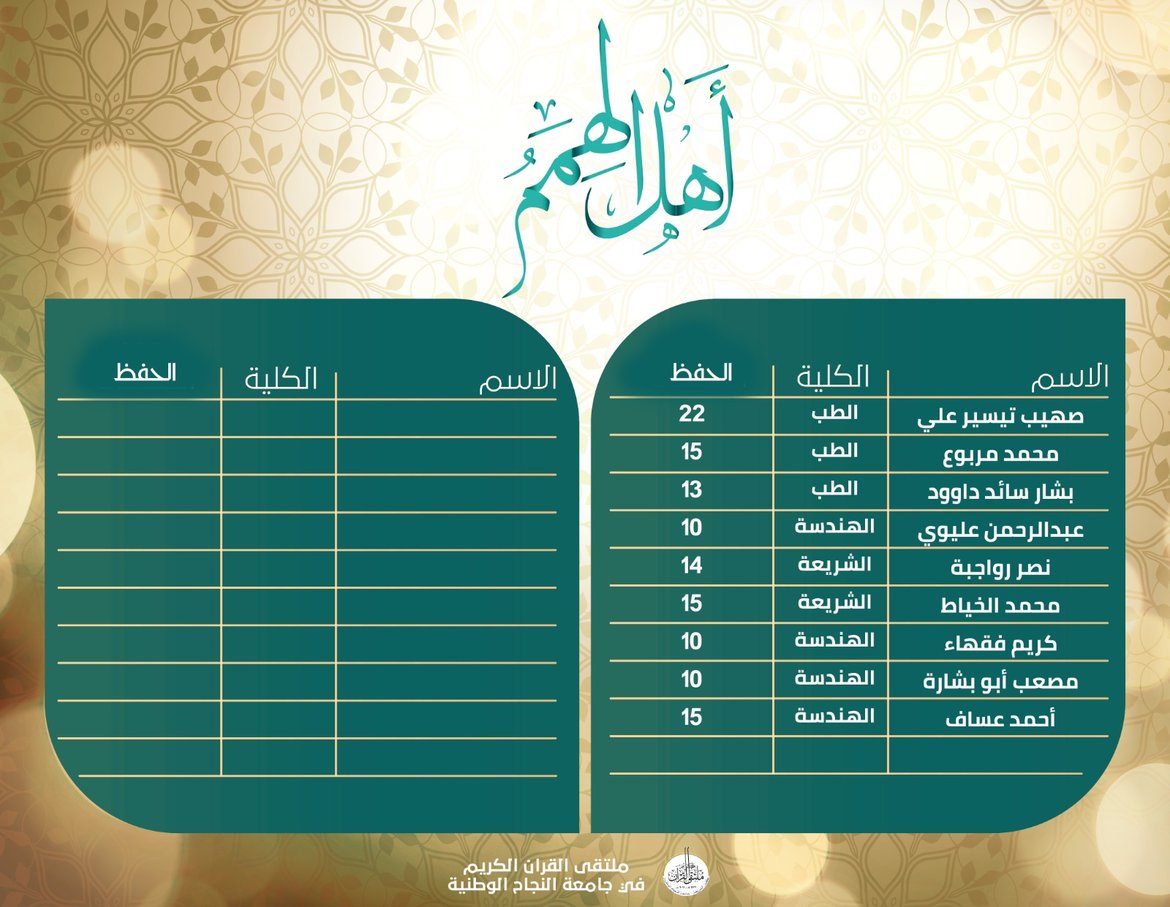 أَهلُ الهِمَمُ
الاسم الكلية الحفظ
صهيب تيسير علي الطب 22
محمد مربوع الطب 15
بشار سائد داوود الطب 13
عبدالرحمن عليوي الهندسة 10
نصر رواجبة الشريعة 14
محمد الخياط الشريعة 15
كريم فقهاء الهندسة 10
مصعب أبو بشارة الهندسة 10
أحمد عساف الهندسة 15
الاسم الكلية الحفظ
ملتقى القران الكريم
في جامعة النجاح الوطنية